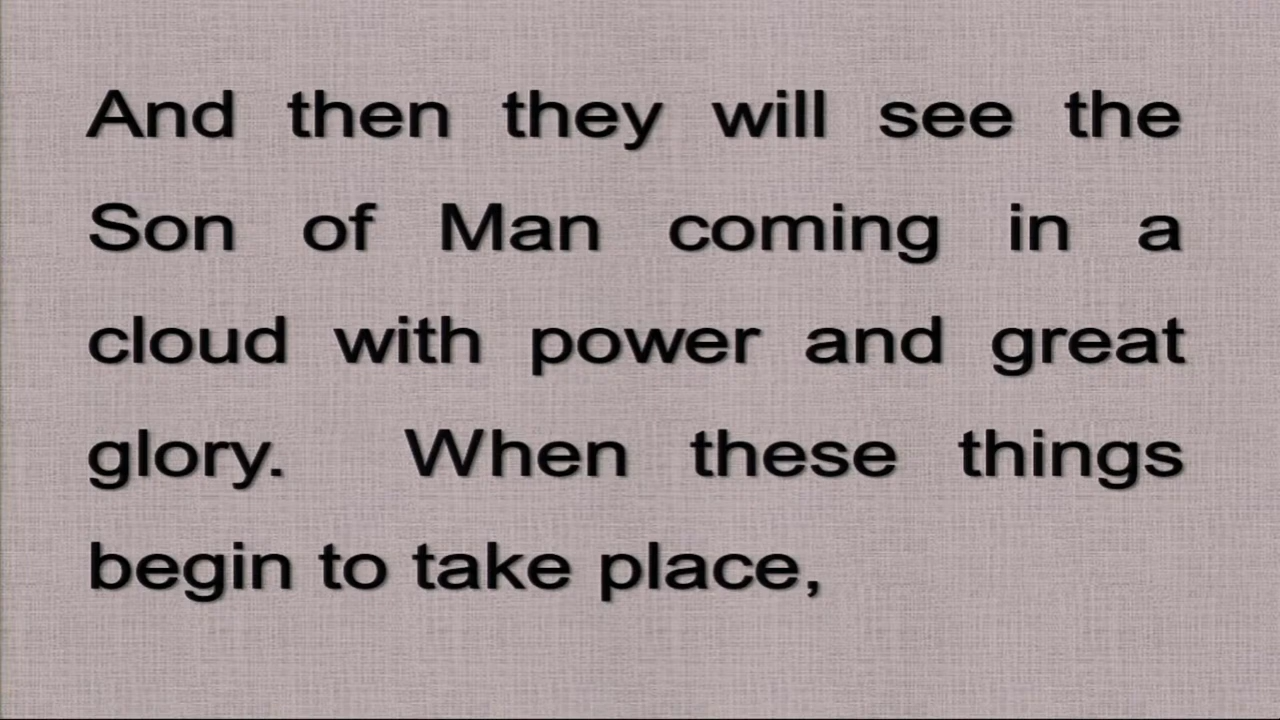 And then they will see the
Son of Man coming in a
cloud with power and great
glory. When these things
begin to take place,